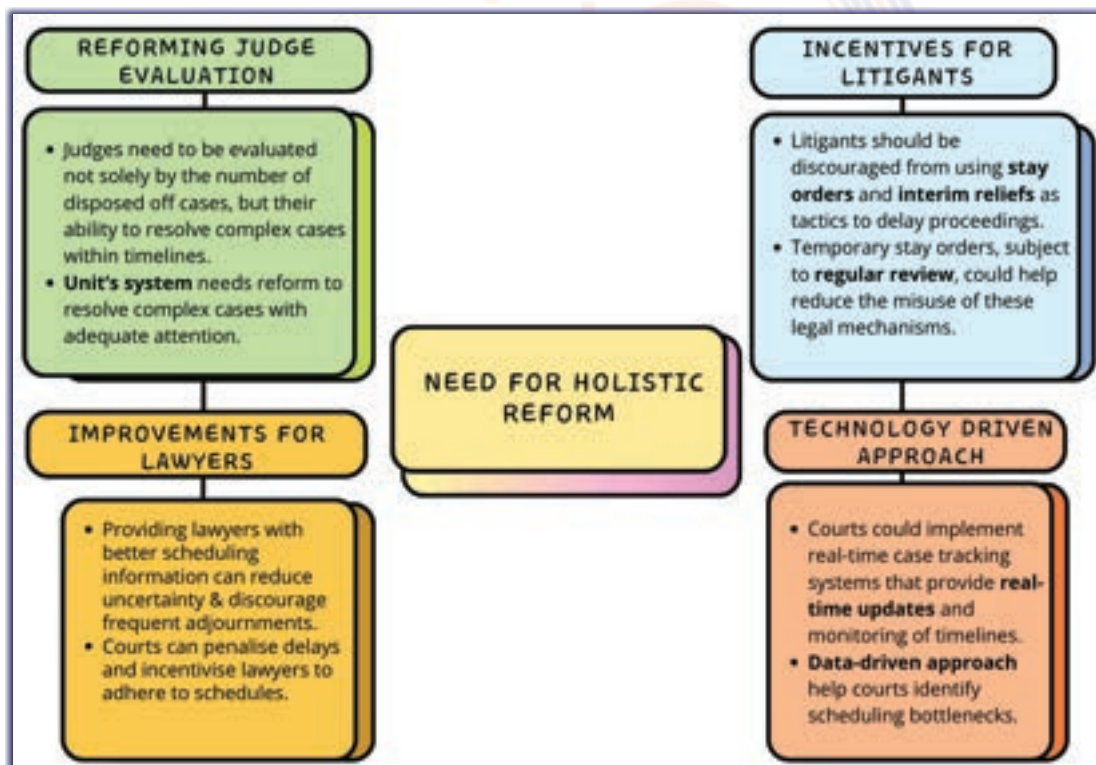 REFORMING JUDGE
EVALUATION
• Judges need to be evaluated
not solely by the number of
disposed off cases, but their
ability to resolve complex cases
within timelines.
• Unit's system needs reform to
resolve complex cases with
adequate attention.
IMPROVEMENTS FOR
LAWYERS
• Providing lawyers with
better scheduling
information can reduce
uncertainty & discourage
frequent adjournments.
• Courts can penalise delays
and incentivise lawyers to
adhere to schedules.
NEED FOR HOLISTIC
REFORM
INCENTIVES FOR
LITIGANTS
• Litigants should be
discouraged from using stay
orders and interim reliefs as
tactics to delay proceedings.
• Temporary stay orders, subject
to regular review, could help
reduce the misuse of these
legal mechanisms.
TECHNOLOGY DRIVEN
APPROACH
• Courts could implement
real-time case tracking
systems that provide real-
time updates and
monitoring of timelines.
• Data-driven approach
help courts identify
scheduling bottlenecks.